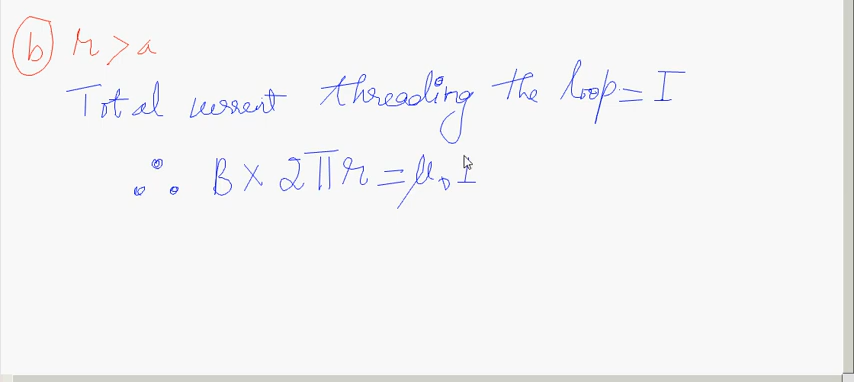 (b) r > a
Total current threading the loop = I
∴ B × 2πr = μ₀I